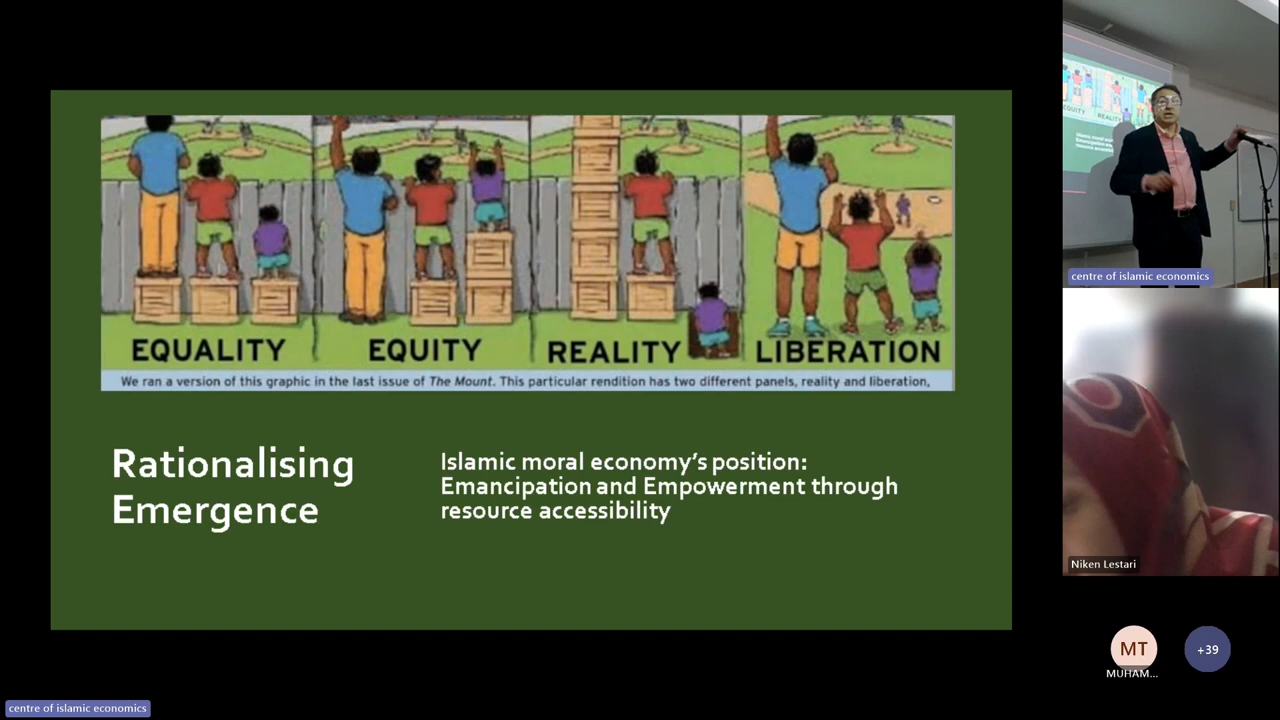 EQUALITY
EQUITY
REALITY
LIBERATION
We ran a version of this graphic in the last issue of The Mount. This particular rendition has two different panels, reality and liberation,
Rationalising
Emergence
Islamic moral economy's position:
Emancipation and Empowerment through
resource accessibility
EQUITY
REALITY
centre of islamic economics
Niken Lestari
MT
MUHAM...
+39
centre of islamic economics